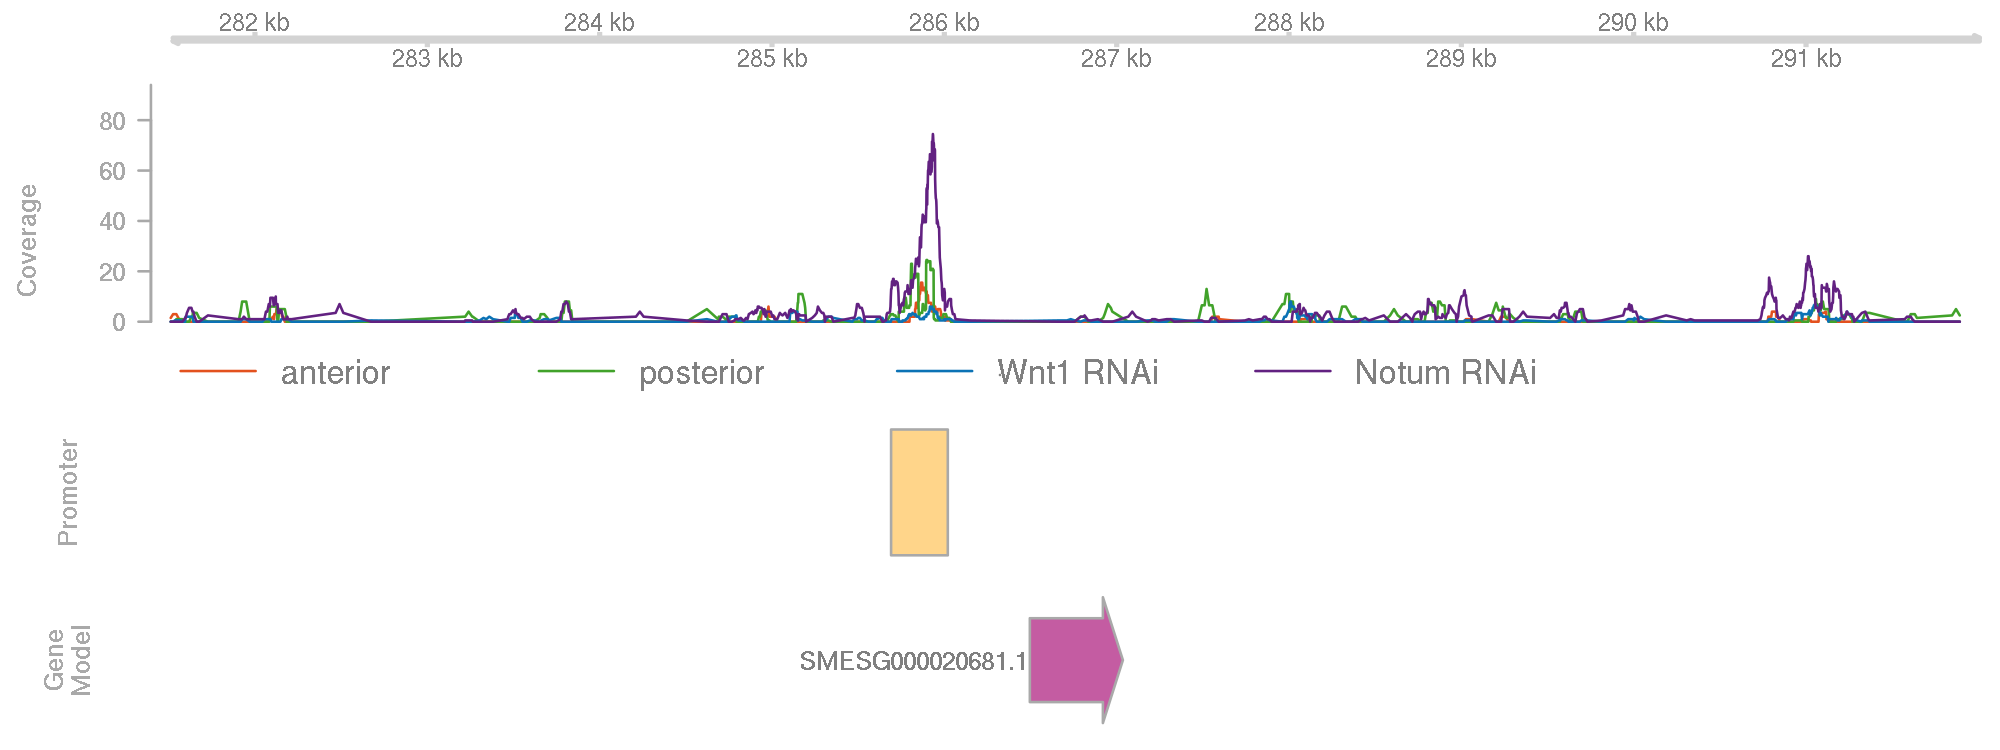 282 kb 284 kb 286 kb 288 kb 290 kb
283 kb 285 kb 287 kb 289 kb 291 kb
Coverage
80
60
40
20
0
anterior posterior Wnt1 RNAi Notum RNAi
Promoter
Gene
Model
SMESG000020681.1